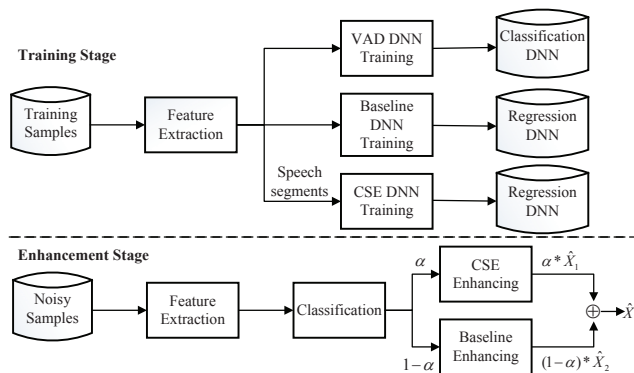 Training Stage
Training
Samples
Feature
Extraction
VAD DNN
Training
Classification
DNN
Baseline
DNN
Training
Regression
DNN
Speech
segments
CSE DNN
Training
Regression
DNN
Enhancement Stage
Noisy
Samples
Feature
Extraction
Classification
α
CSE
Enhancing
α * X̂₁
1−α
Baseline
Enhancing
(1−α) * X̂₂
⊕
X̂